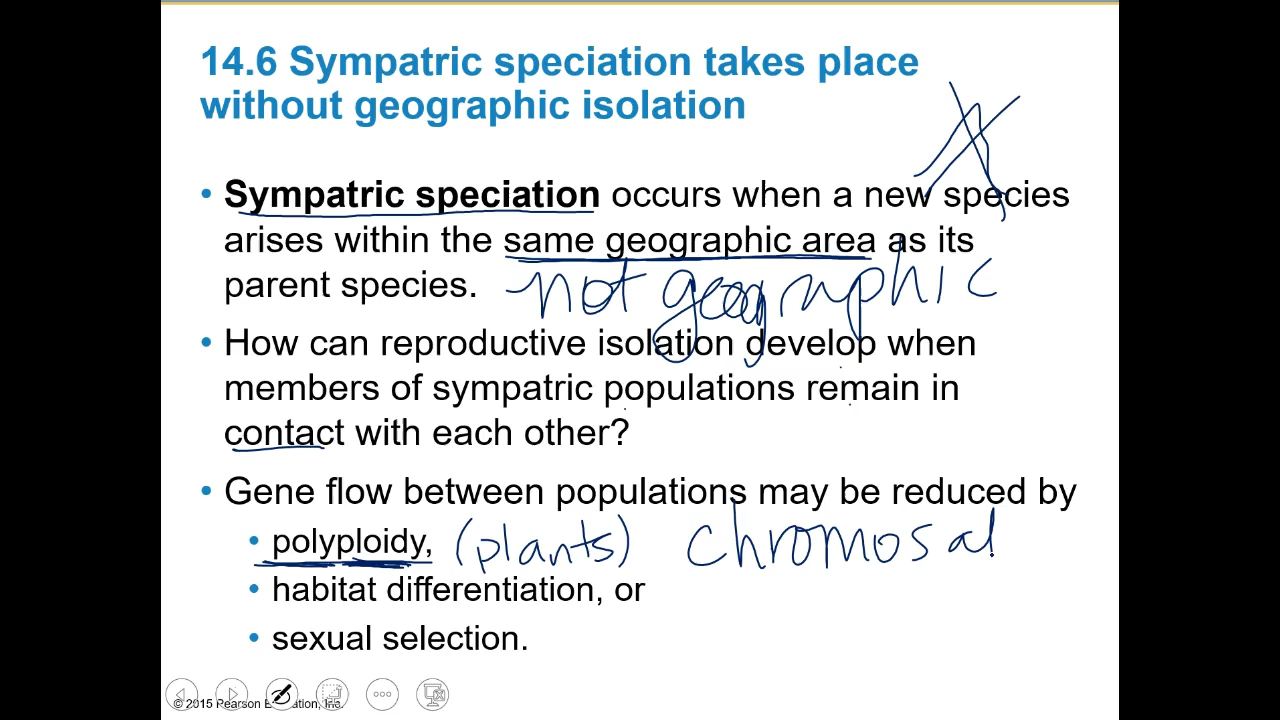 14.6 Sympatric speciation takes place
without geographic isolation
• Sympatric speciation occurs when a new species
arises within the same geographic area as its
parent species.
not geographic
• How can reproductive isolation develop when
members of sympatric populations remain in
contact with each other?
• Gene flow between populations may be reduced by
• polyploidy, (plants) chromosal
• habitat differentiation, or
• sexual selection.
© 2015 Pearson Inc.